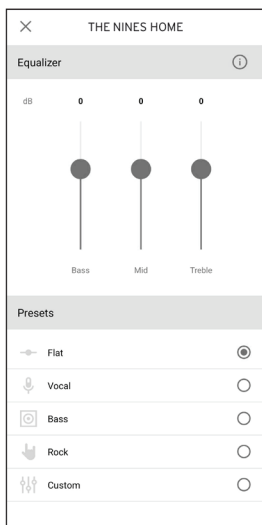 THE NINES HOME
Equalizer
dB 0 0 0
Bass Mid Treble
Presets
Flat
Vocal
Bass
Rock
Custom